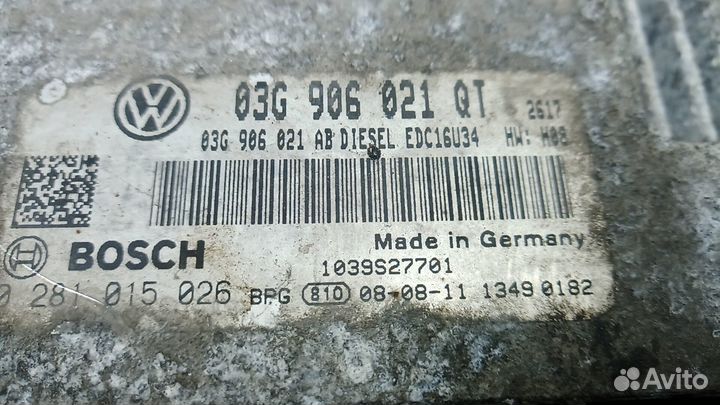 VW
03G 906 021 QT 2617
03G 906 021 AB DIESEL EDC16U34 HW: H08
BOSCH Made in Germany
1039S27701
0 281 015 026 BPG 810 08-08-11 1349 0182
Avito